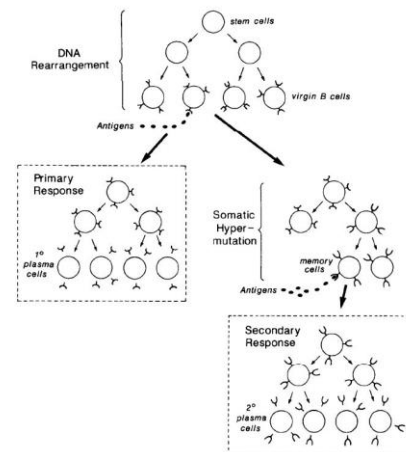 stem cells
DNA
Rearrangement
virgin B cells
Antigens
Primary
Response
1°
plasma
cells
Somatic
Hyper-
mutation
memory
cells
Antigens
Secondary
Response
2°
plasma
cells